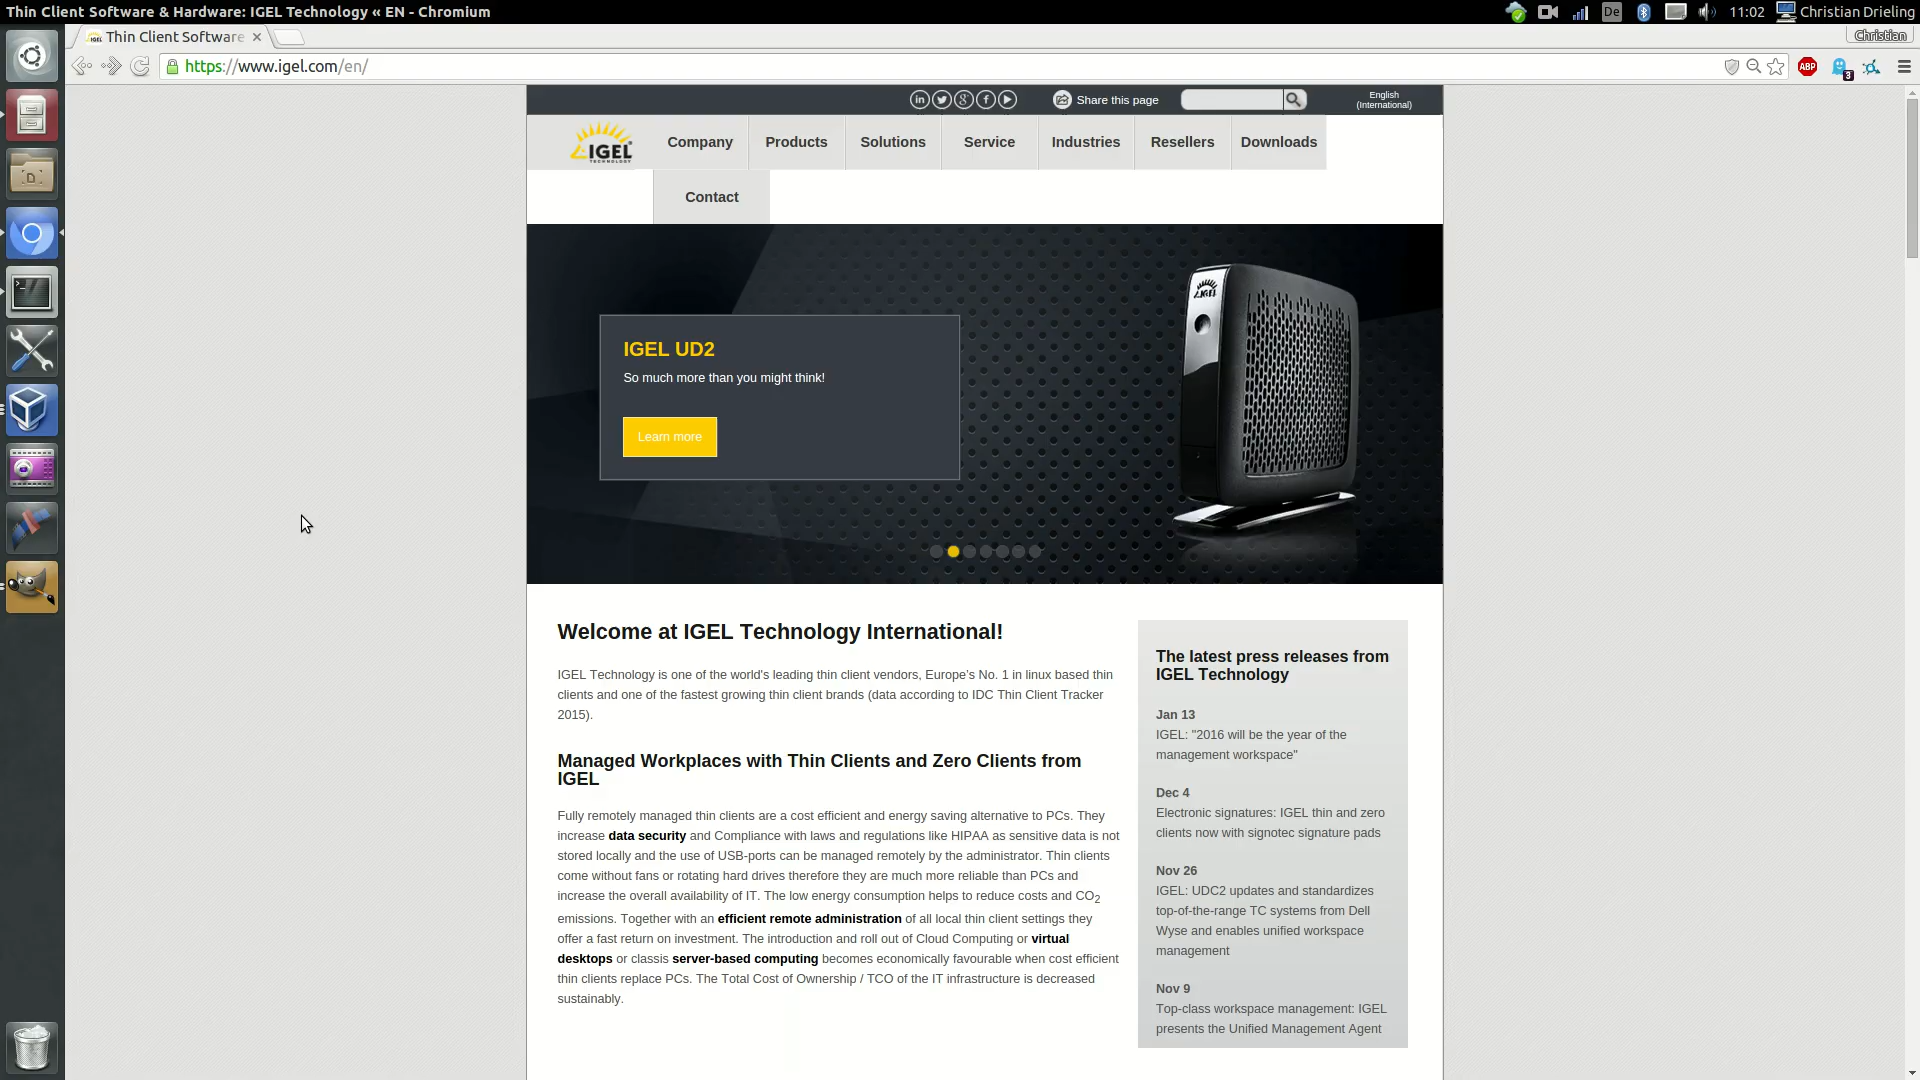 Thin Client Software & Hardware: IGEL Technology « EN - Chromium
De
11:02
Christian Drieling
Thin Client Software
Christian
https://www.igel.com/en/
ABP
3
in
f
Share this page
English
(International)
IGEL
TECHNOLOGY
Company
Products
Solutions
Service
Industries
Resellers
Downloads
Contact
IGEL
IGEL UD2
So much more than you might think!
Learn more
Welcome at IGEL Technology International!
IGEL Technology is one of the world's leading thin client vendors, Europe’s No. 1 in linux based thin
clients and one of the fastest growing thin client brands (data according to IDC Thin Client Tracker
2015).
Managed Workplaces with Thin Clients and Zero Clients from
IGEL
Fully remotely managed thin clients are a cost efficient and energy saving alternative to PCs. They
increase data security and Compliance with laws and regulations like HIPAA as sensitive data is not
stored locally and the use of USB-ports can be managed remotely by the administrator. Thin clients
come without fans or rotating hard drives therefore they are much more reliable than PCs and
increase the overall availability of IT. The low energy consumption helps to reduce costs and CO2
emissions. Together with an efficient remote administration of all local thin client settings they
offer a fast return on investment. The introduction and roll out of Cloud Computing or virtual
desktops or classis server-based computing becomes economically favourable when cost efficient
thin clients replace PCs. The Total Cost of Ownership / TCO of the IT infrastructure is decreased
sustainably.
The latest press releases from
IGEL Technology
Jan 13
IGEL: "2016 will be the year of the
management workspace"
Dec 4
Electronic signatures: IGEL thin and zero
clients now with signotec signature pads
Nov 26
IGEL: UDC2 updates and standardizes
top-of-the-range TC systems from Dell
Wyse and enables unified workspace
management
Nov 9
Top-class workspace management: IGEL
presents the Unified Management Agent